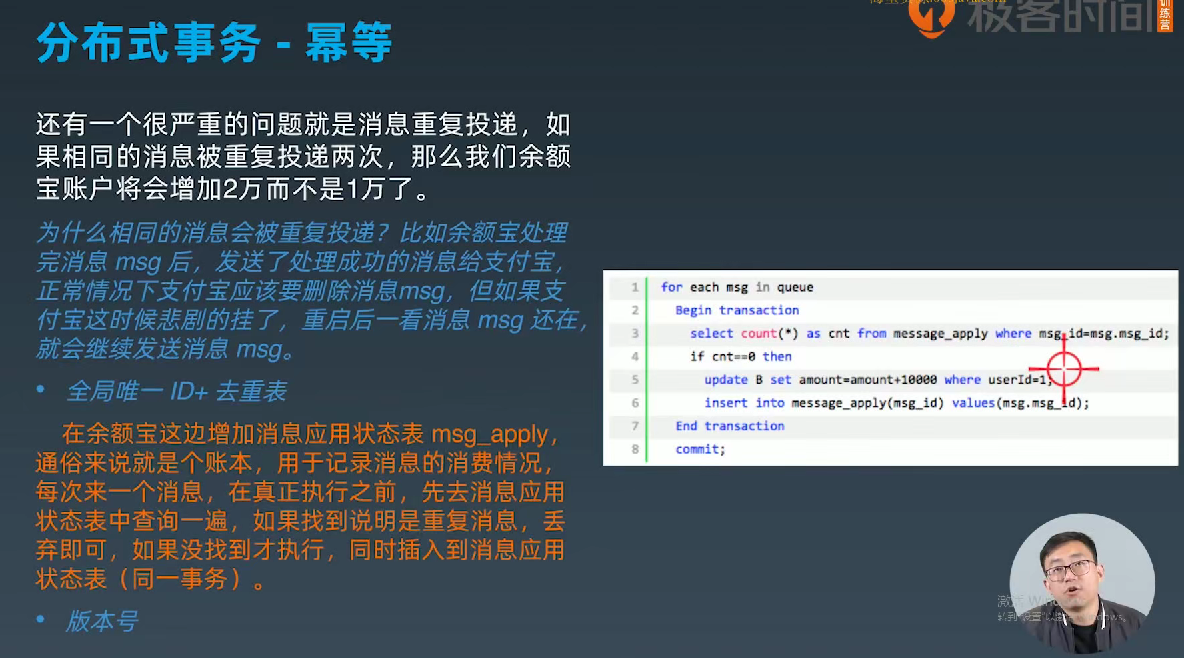 分布式事务 - 幂等
极客时间
训练营
还有一个很严重的问题就是消息重复投递，如
果相同的消息被重复投递两次，那么我们余额
宝账户将会增加2万而不是1万了。
为什么相同的消息会被重复投递？比如余额宝处理
完消息 msg 后，发送了处理成功的消息给支付宝，
正常情况下支付宝应该要删除消息msg，但如果支
付宝这时候悲剧的挂了，重启后一看消息 msg 还在，
就会继续发送消息 msg。
• 全局唯一 ID+ 去重表
在余额宝这边增加消息应用状态表 msg_apply，
通俗来说就是个账本，用于记录消息的消费情况，
每次来一个消息，在真正执行之前，先去消息应用
状态表中查询一遍，如果找到说明是重复消息，丢
弃即可，如果没找到才执行，同时插入到消息应用
状态表（同一事务）。
• 版本号
1 for each msg in queue
2 Begin transaction
3 select count(*) as cnt from message_apply where msg_id=msg.msg_id;
4 if cnt==0 then
5 update B set amount=amount+10000 where userId=1;
6 insert into message_apply(msg_id) values(msg.msg_id);
7 End transaction
8 commit;